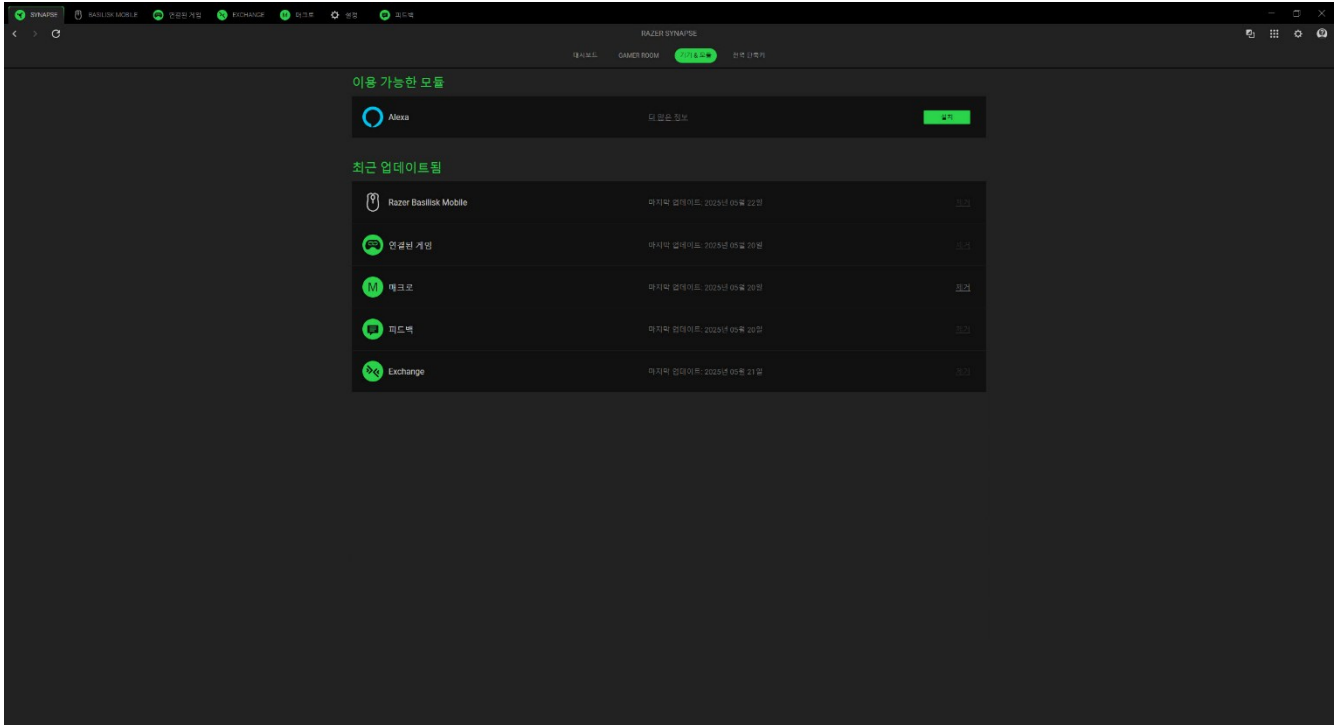 SYNAPSE BASILISK MOBILE 연결된 게임 EXCHANGE 매크로 설정 피드백
RAZER SYNAPSE
대시보드 GAMER ROOM 기기 & 모듈 전역 단축키
이용 가능한 모듈
Alexa 더 많은 정보 설치
최근 업데이트됨
Razer Basilisk Mobile 마지막 업데이트: 2025년 05월 22일 제거
연결된 게임 마지막 업데이트: 2025년 05월 20일 제거
매크로 마지막 업데이트: 2025년 05월 20일 제거
피드백 마지막 업데이트: 2025년 05월 20일 제거
Exchange 마지막 업데이트: 2025년 05월 21일 제거